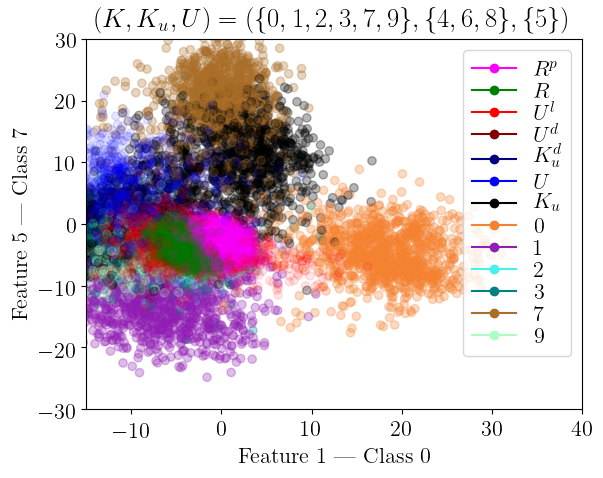 (K, K_u, U) = ({0, 1, 2, 3, 7, 9}, {4, 6, 8}, {5})
30
20
10
0
−10
−20
−30
Feature 5 — Class 7
R^p
R
U^l
U^d
K_u^d
U
K_u
0
1
2
3
7
9
−10
0
10
20
30
40
Feature 1 — Class 0